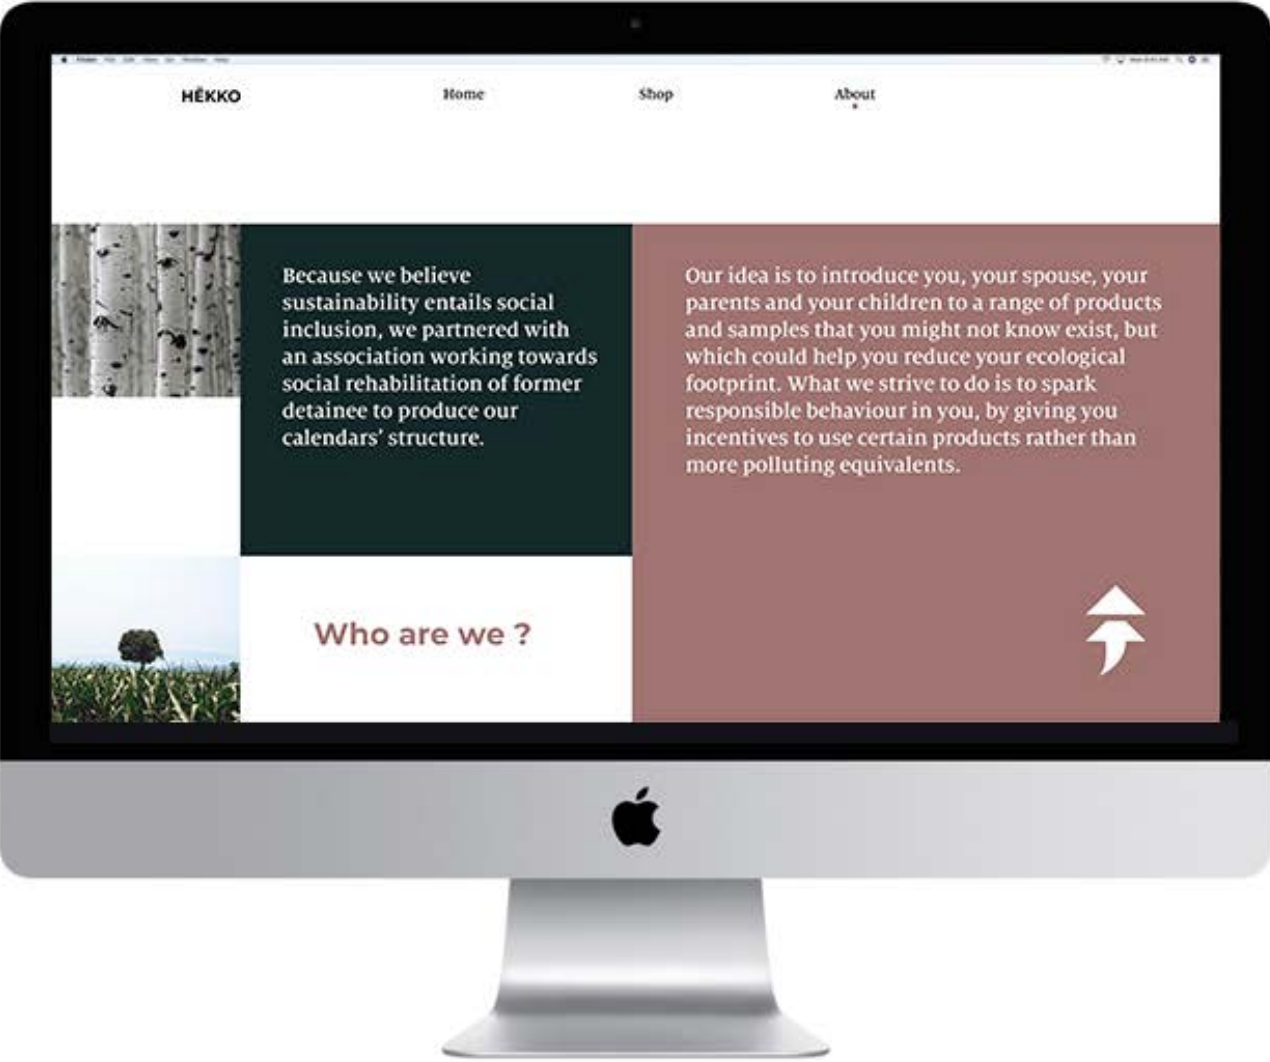 HĒKKO
Home
Shop
About
Because we believe
sustainability entails social
inclusion, we partnered with
an association working towards
social rehabilitation of former
detainee to produce our
calendars' structure.
Our idea is to introduce you, your spouse, your
parents and your children to a range of products
and samples that you might not know exist, but
which could help you reduce your ecological
footprint. What we strive to do is to spark
responsible behaviour in you, by giving you
incentives to use certain products rather than
more polluting equivalents.
Who are we ?